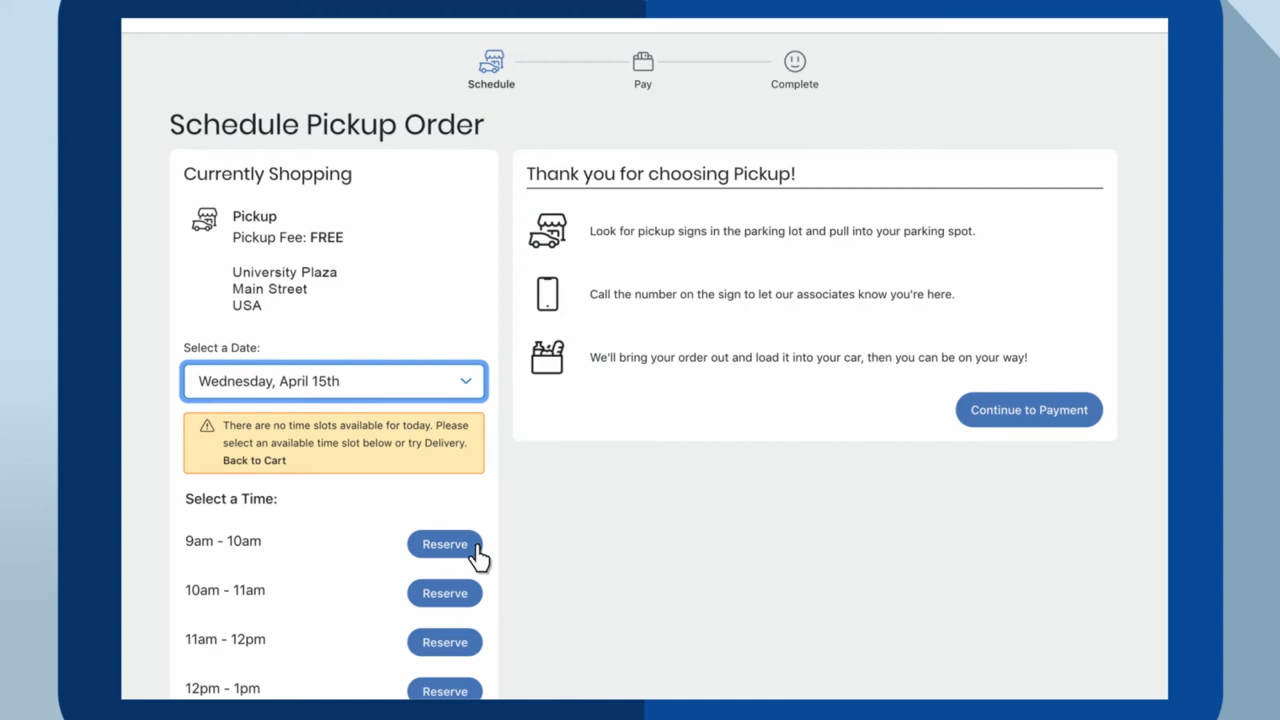 Schedule
Pay
Complete
Schedule Pickup Order
Currently Shopping
Pickup
Pickup Fee: FREE
University Plaza
Main Street
USA
Select a Date:
Wednesday, April 15th
There are no time slots available for today. Please
select an available time slot below or try Delivery.
Back to Cart
Select a Time:
9am - 10am
Reserve
10am - 11am
Reserve
11am - 12pm
Reserve
12pm - 1pm
Reserve
Thank you for choosing Pickup!
Look for pickup signs in the parking lot and pull into your parking spot.
Call the number on the sign to let our associates know you're here.
We'll bring your order out and load it into your car, then you can be on your way!
Continue to Payment